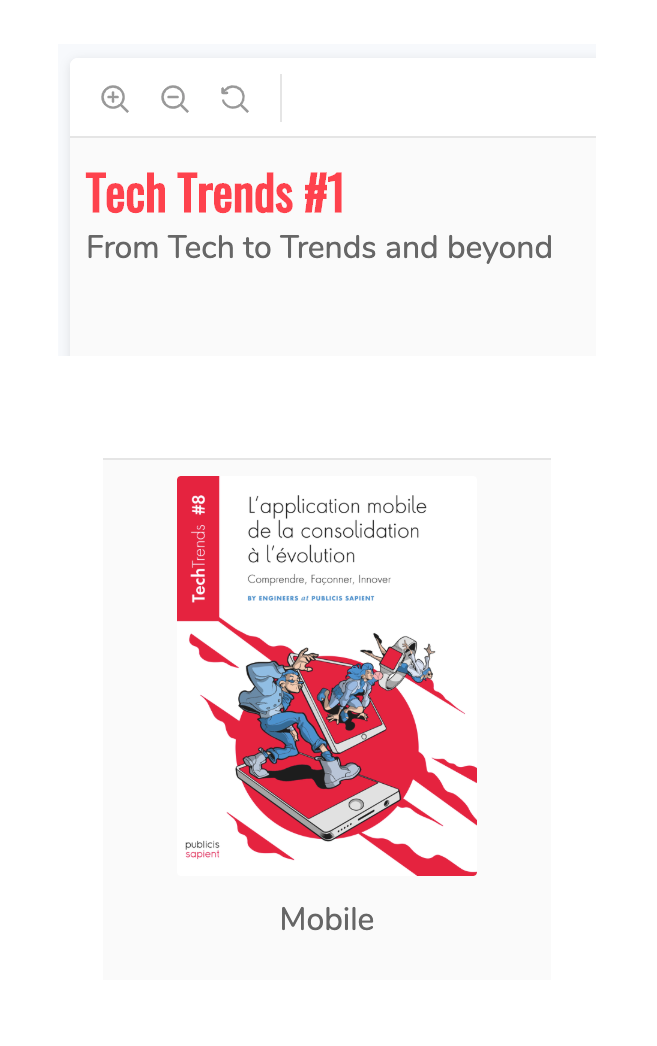 Tech Trends #1
From Tech to Trends and beyond
TechTrends #8
L'application mobile
de la consolidation
à l'évolution
Comprendre, Façonner, Innover
BY ENGINEERS at PUBLICIS SAPIENT
publicis
sapient
Mobile